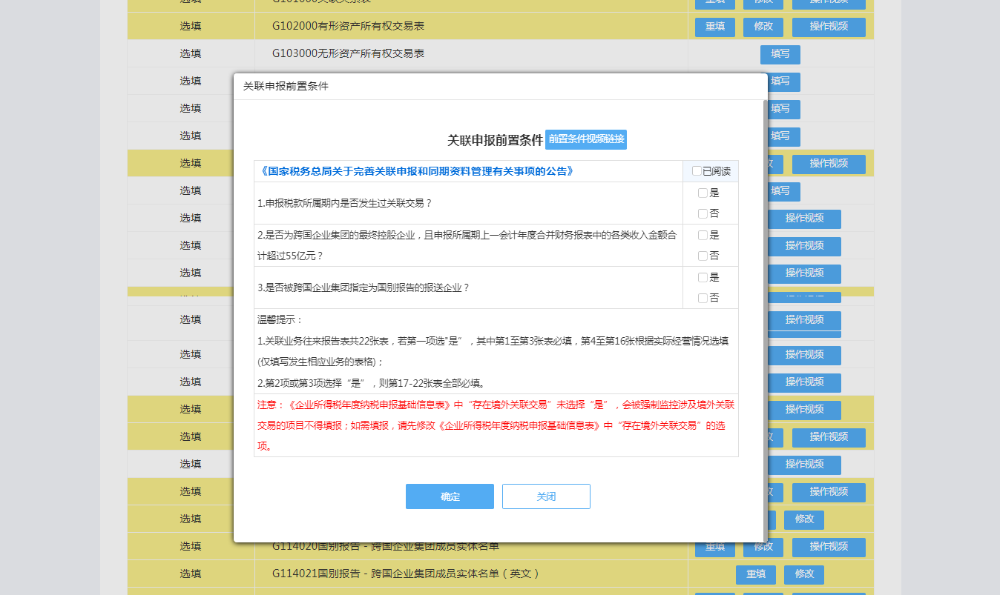 选填 重填 修改 操作视频
选填 G102000有形资产所有权交易表 重填 修改 操作视频
选填 G103000无形资产所有权交易表 填写
关联申报前置条件
选填 填写
选填 填写
选填 填写
关联申报前置条件 前置条件视频链接
选填 操作视频
《国家税务总局关于完善关联申报和同期资料管理有关事项的公告》 已阅读
选填 填写
1.申报税款所属期内是否发生过关联交易？
是
否
选填 操作视频
2.是否为跨国企业集团的最终控股企业，且申报所属期上一会计年度合并财务报表中的各类收入金额合
计超过55亿元？
是
否
选填 操作视频
选填 操作视频
3.是否被跨国企业集团指定为国别报告的报送企业？
是
否
温馨提示：
选填 操作视频
1.关联业务往来报告表共22张表，若第一项选"是”，其中第1至第3张表必填，第4至第16张根据实际经营情况选填
(仅填写发生相应业务的表格)；
选填 操作视频
2.第2项或第3项选择“是”，则第17-22张表全部必填。
选填 操作视频
注意：《企业所得税年度纳税申报基础信息表》中“存在境外关联交易”未选择“是”，会被强制监控涉及境外关联
交易的项目不得填报；如需填报，请先修改《企业所得税年度纳税申报基础信息表》中“存在境外关联交易”的选
项。
选填 操作视频
选填 操作视频
选填 操作视频
选填 操作视频
确定 关闭
选填 修改
选填 G114020国别报告－跨国企业集团成员实体名单 重填 修改 操作视频
选填 G114021国别报告－跨国企业集团成员实体名单（英文） 重填 修改